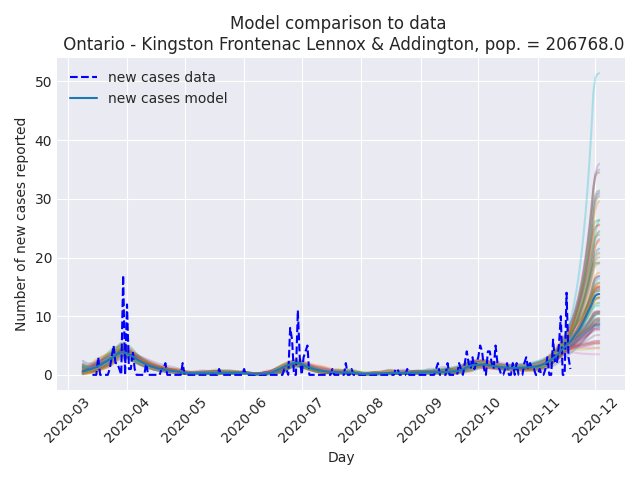 Model comparison to data
Ontario - Kingston Frontenac Lennox & Addington, pop. = 206768.0
new cases data
new cases model
Number of new cases reported
50
40
30
20
10
0
2020-03
2020-04
2020-05
2020-06
2020-07
2020-08
2020-09
2020-10
2020-11
2020-12
Day